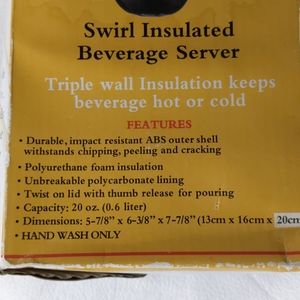 Swirl Insulated
Beverage Server
Triple wall Insulation keeps
beverage hot or cold
FEATURES
• Durable, impact resistant ABS outer shell
withstands chipping, peeling and cracking
• Polyurethane foam insulation
• Unbreakable polycarbonate lining
• Twist on lid with thumb release for pouring
• Capacity: 20 oz. (0.6 liter)
• Dimensions: 5-7/8" x 6-3/8" x 7-7/8" (13cm x 16cm x 20cm
• HAND WASH ONLY